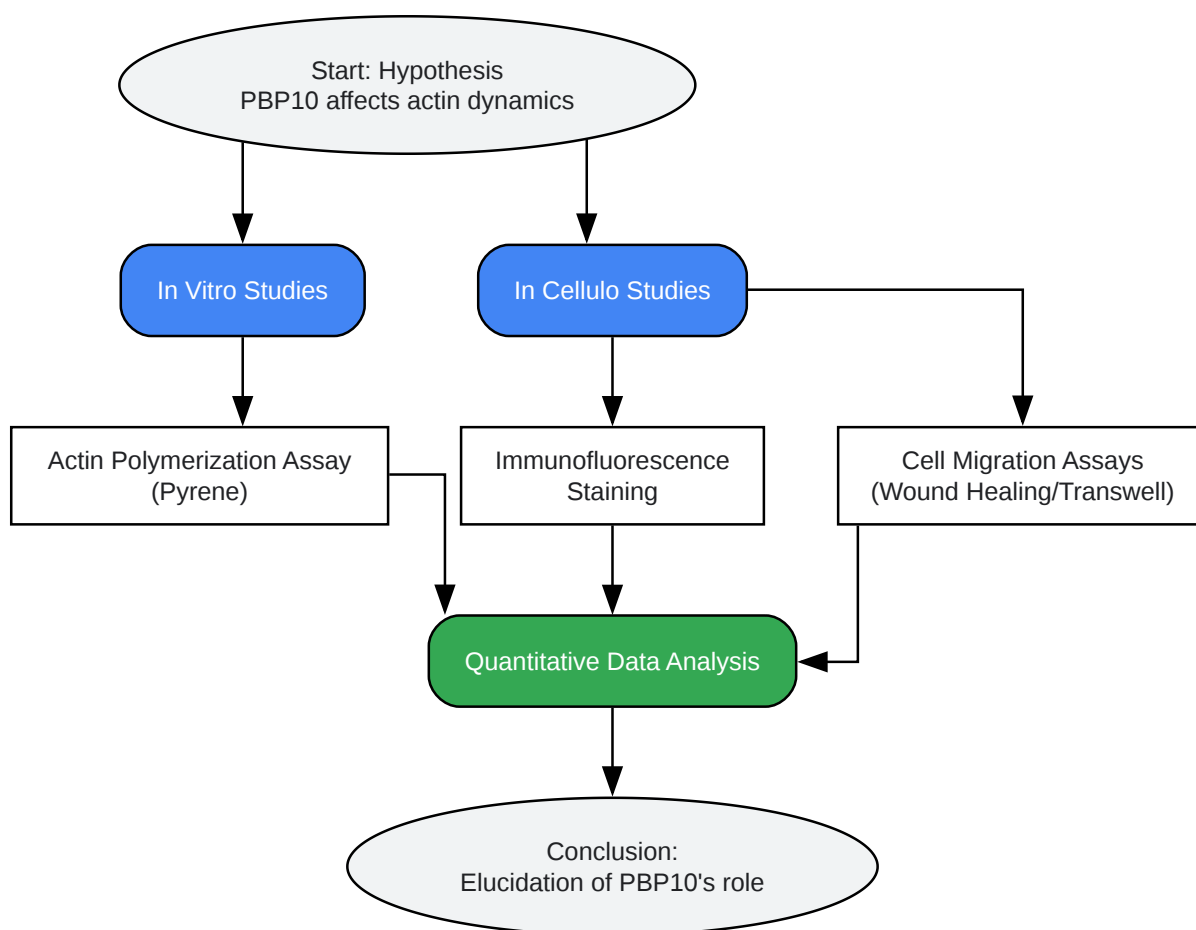 Start: Hypothesis
PBP10 affects actin dynamics
In Vitro Studies
In Cellulo Studies
Actin Polymerization Assay
(Pyrene)
Immunofluorescence
Staining
Cell Migration Assays
(Wound Healing/Transwell)
Quantitative Data Analysis
Conclusion:
Elucidation of PBP10's role